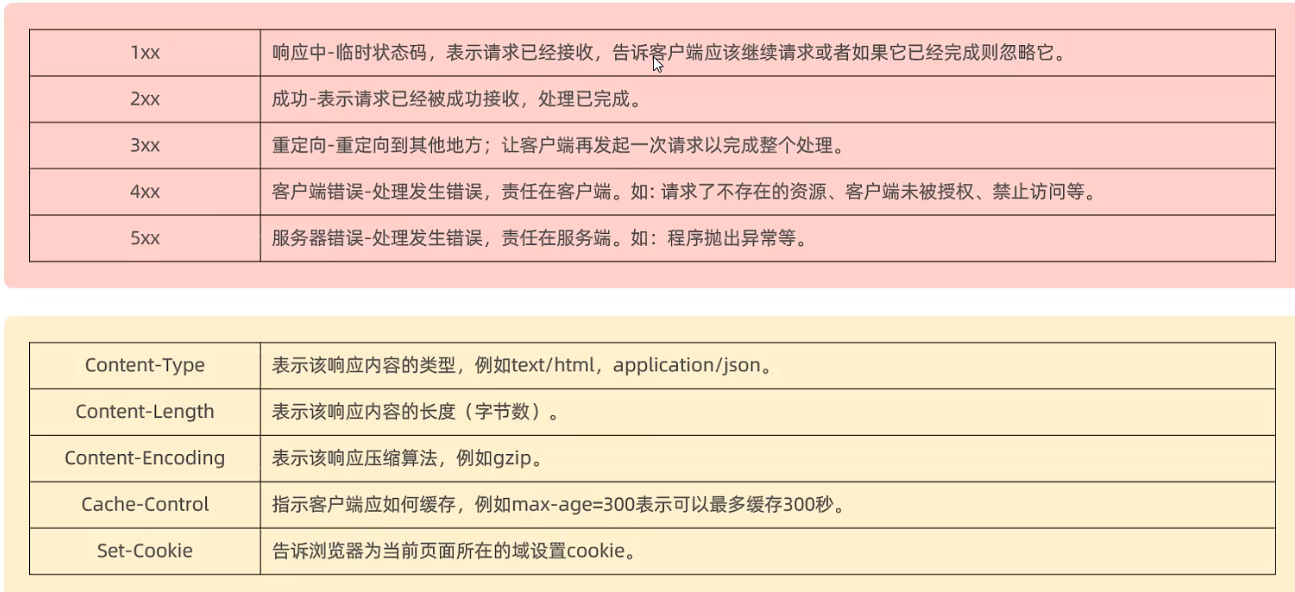 1xx 响应中-临时状态码，表示请求已经接收，告诉客户端应该继续请求或者如果它已经完成则忽略它。
2xx 成功-表示请求已经被成功接收，处理已完成。
3xx 重定向-重定向到其他地方；让客户端再发起一次请求以完成整个处理。
4xx 客户端错误-处理发生错误，责任在客户端。如: 请求了不存在的资源、客户端未被授权、禁止访问等。
5xx 服务器错误-处理发生错误，责任在服务端。如：程序抛出异常等。
Content-Type 表示该响应内容的类型，例如text/html，application/json。
Content-Length 表示该响应内容的长度（字节数）。
Content-Encoding 表示该响应压缩算法，例如gzip。
Cache-Control 指示客户端应如何缓存，例如max-age=300表示可以最多缓存300秒。
Set-Cookie 告诉浏览器为当前页面所在的域设置cookie。